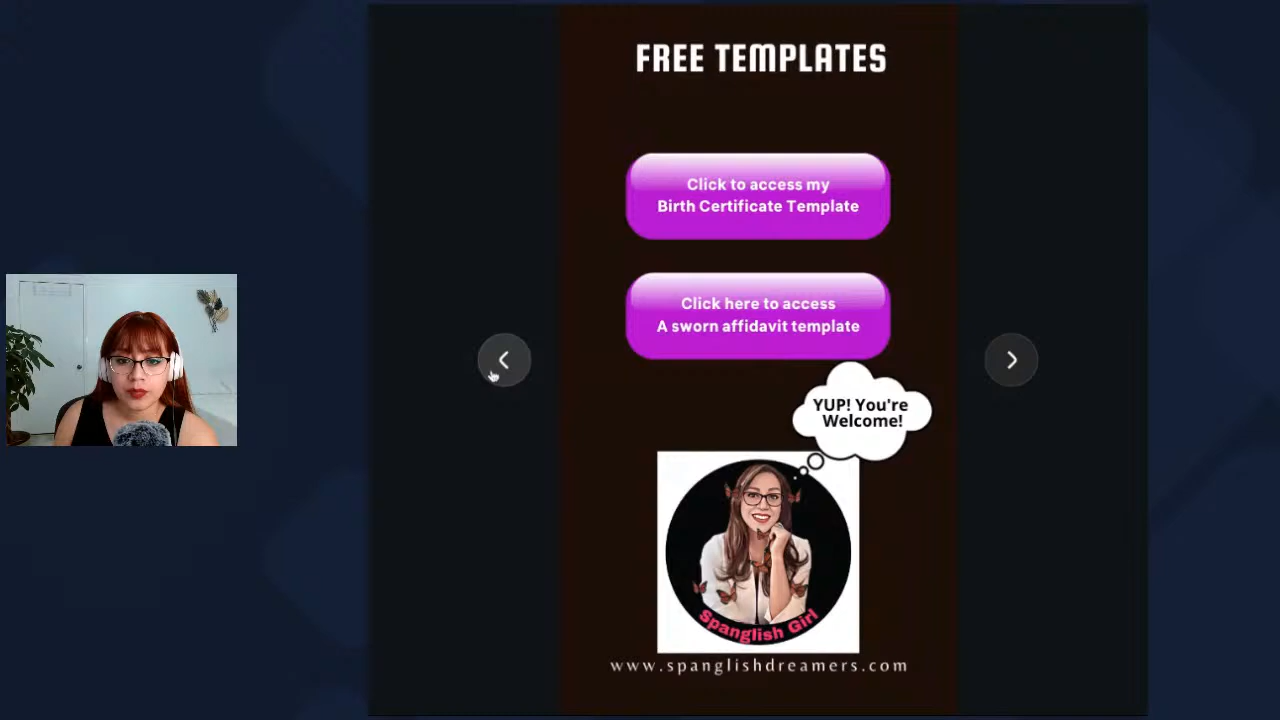 FREE TEMPLATES
Click to access my
Birth Certificate Template
Click here to access
A sworn affidavit template
YUP! You're
Welcome!
Spanglish Girl
www.spanglishdreamers.com